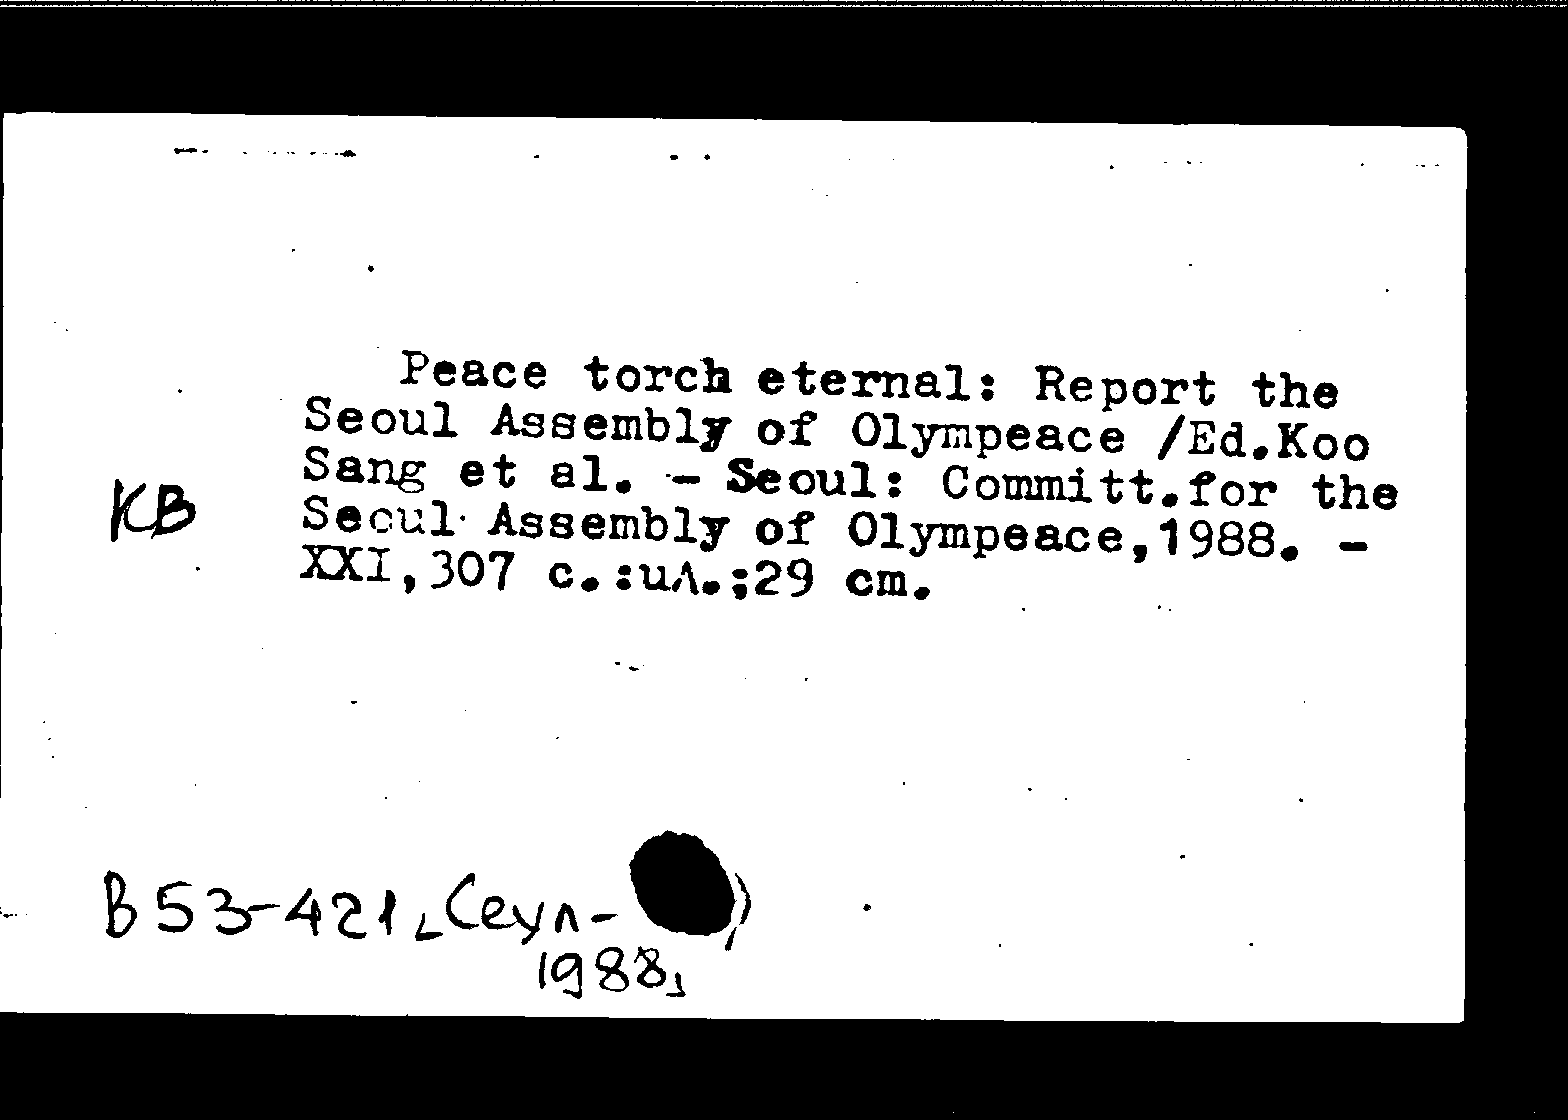 Peace torch eternal: Report the
Seoul Assembly of Olympeace /Ed.Koo
Sang et al. - Seoul: Committ.for the
Seoul Assembly of Olympeace,1988. -
XXI,307 c.:ил.;29 cm.
KB
B53-421 Сеул-
1988